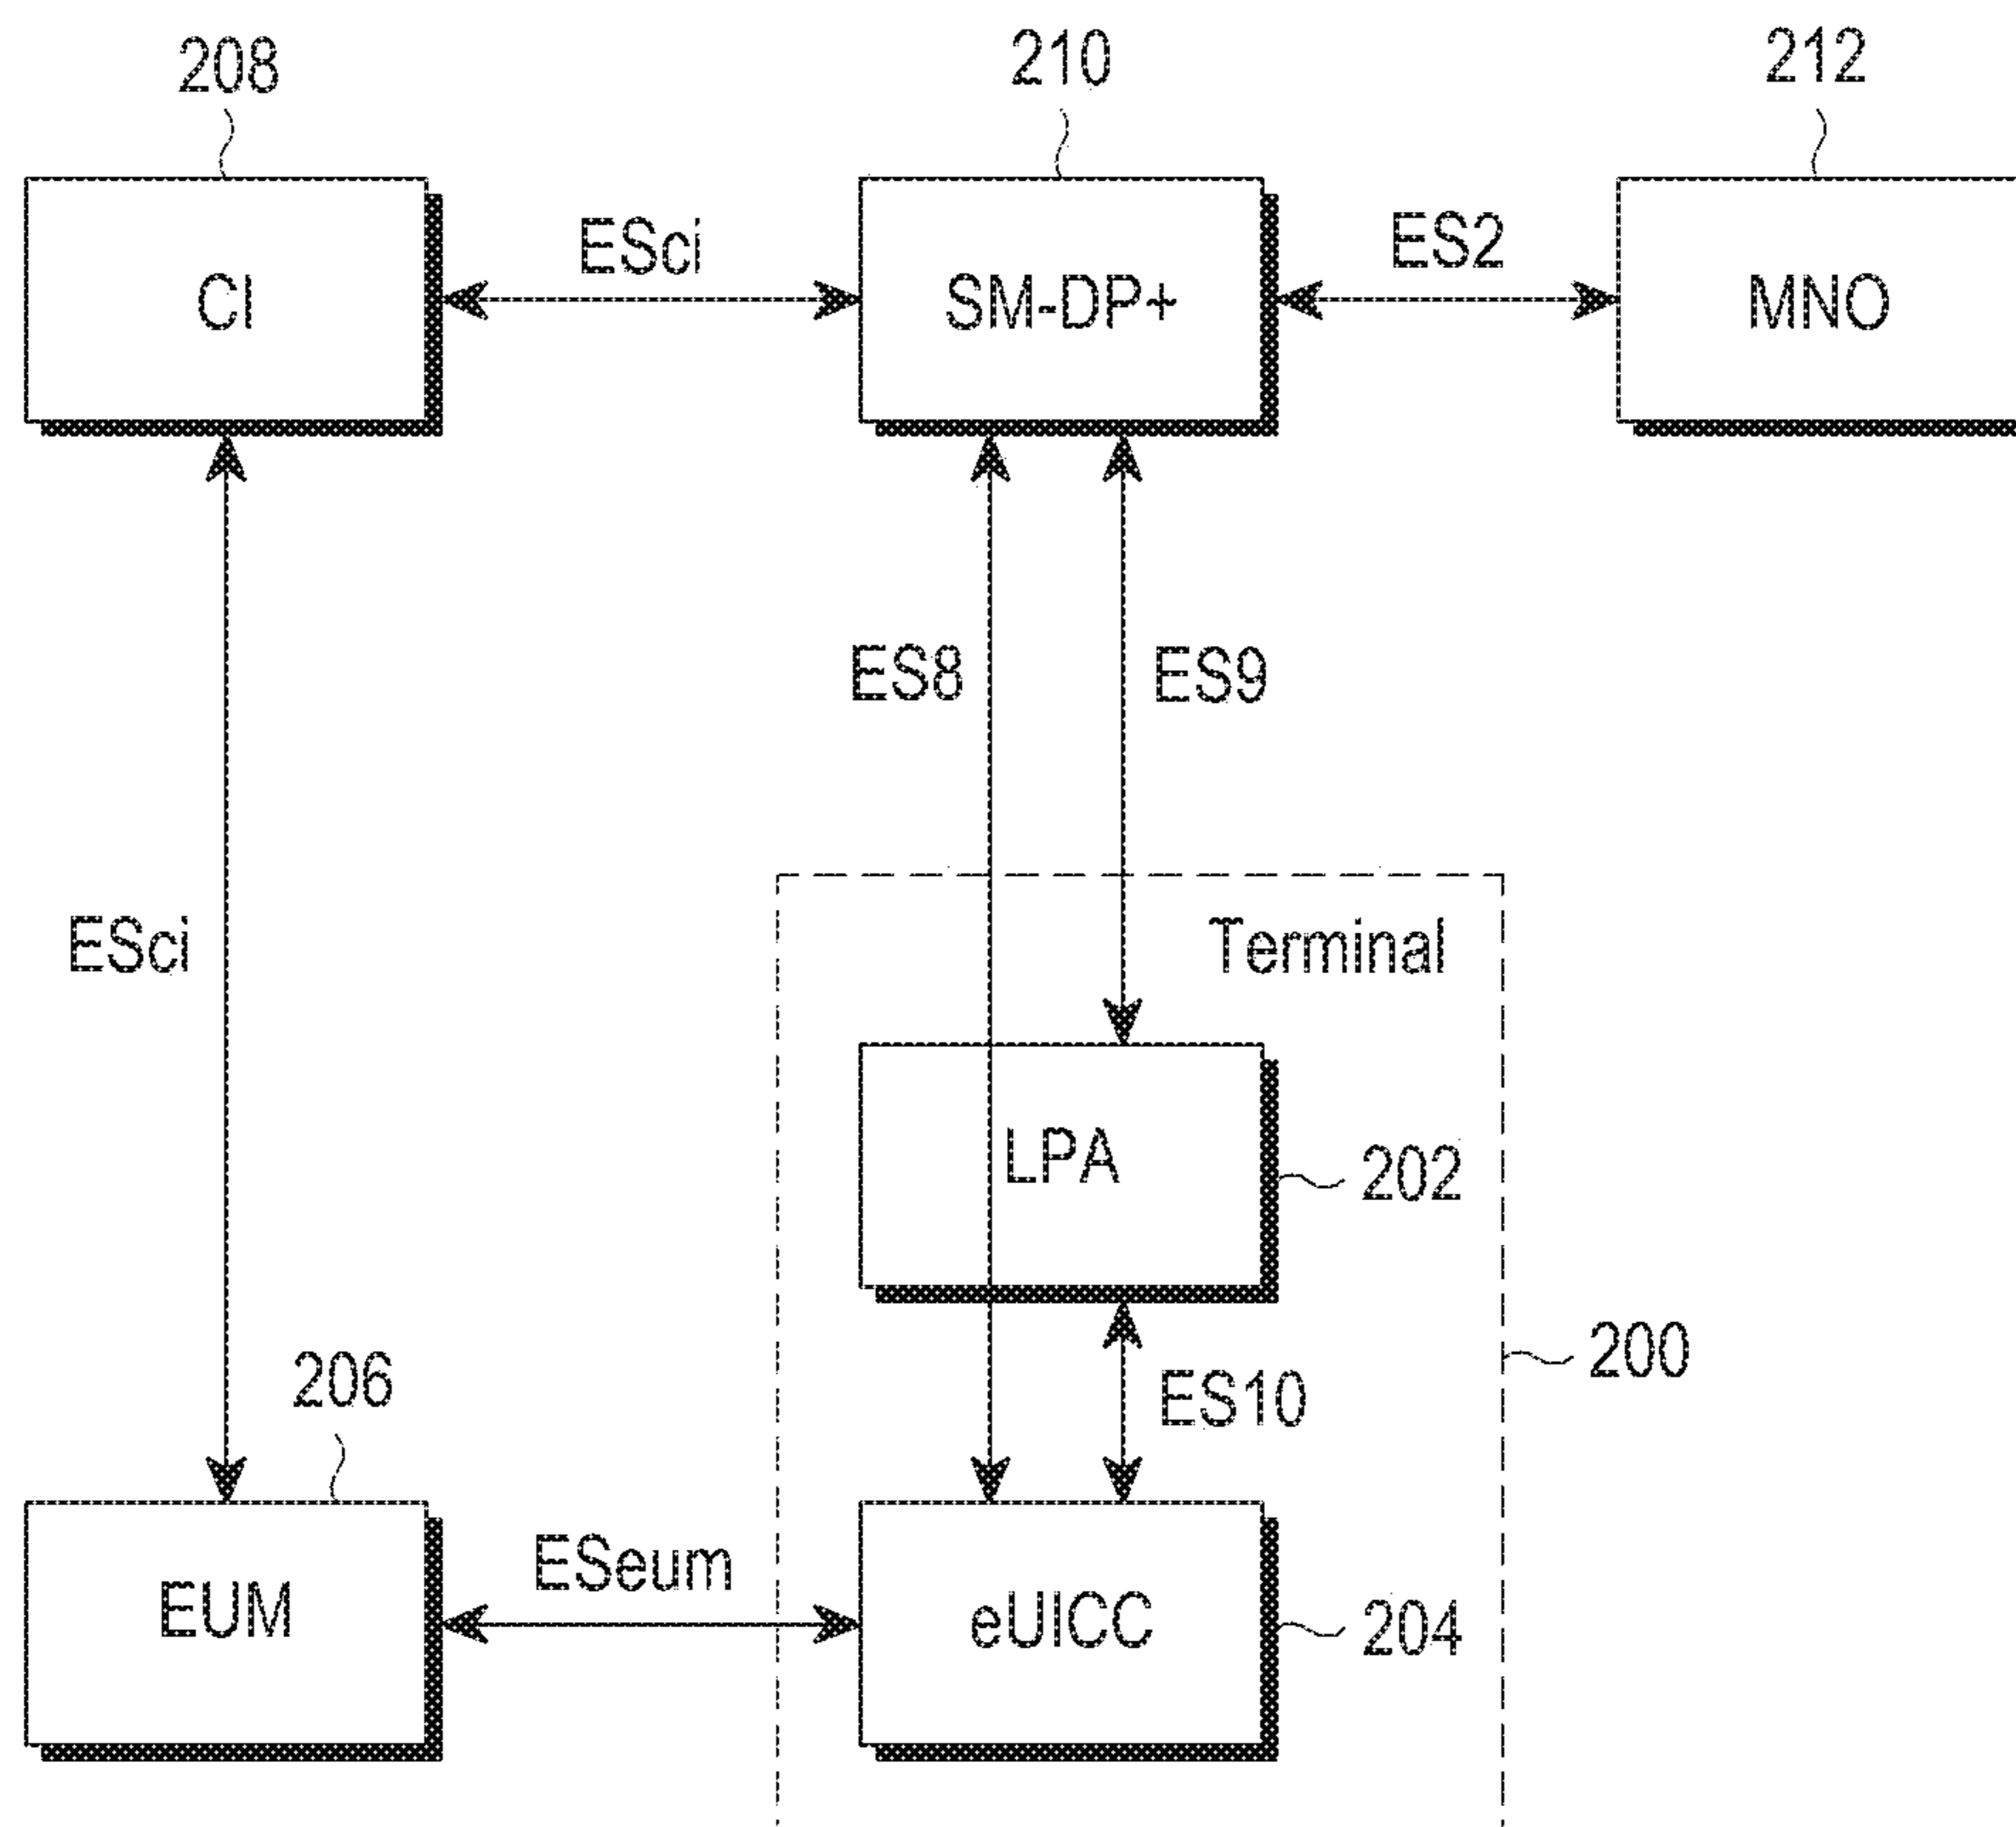 208
210
212
CI
ESci
SM-DP+
ES2
MNO
ES8
ES9
ESci
Terminal
LPA
202
200
206
ES10
EUM
ESeum
eUICC
204